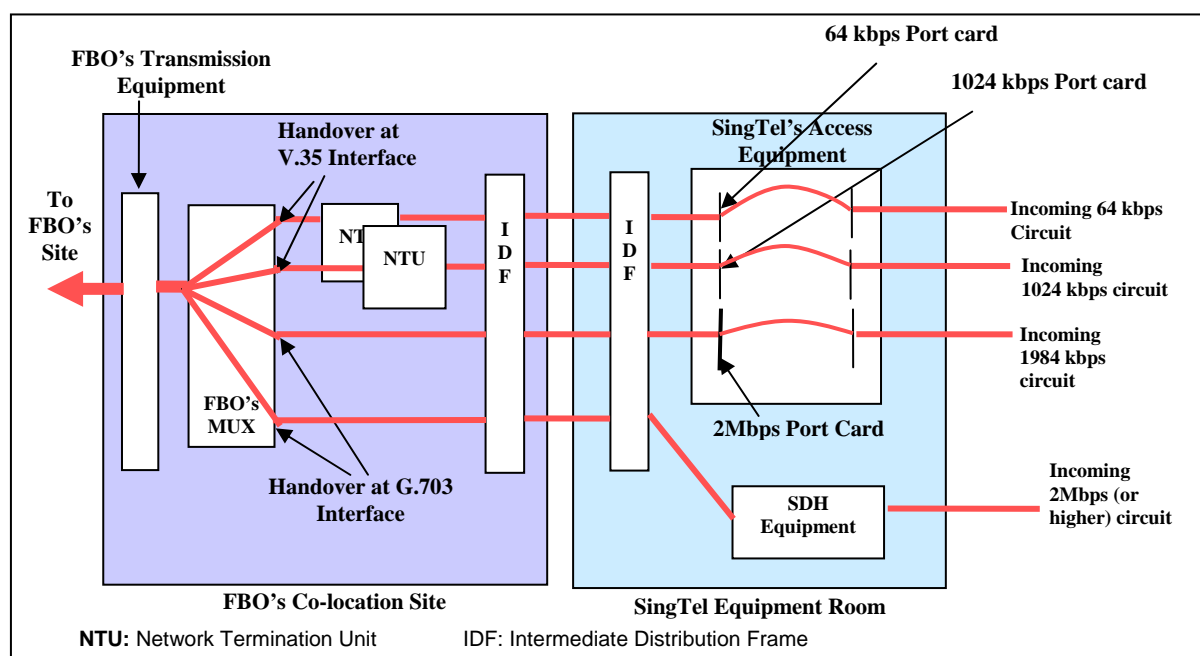 64 kbps Port card
FBO's Transmission
Equipment
1024 kbps Port card
Handover at
V.35 Interface
SingTel's Access
Equipment
To
FBO's
Site
I
D
F
I
D
F
NT
NTU
Incoming 64 kbps
Circuit
Incoming
1024 kbps circuit
Incoming
1984 kbps
circuit
FBO's
MUX
2Mbps Port Card
Handover at G.703
Interface
SDH
Equipment
Incoming
2Mbps (or
higher) circuit
FBO's Co-location Site
SingTel Equipment Room
NTU: Network Termination Unit
IDF: Intermediate Distribution Frame